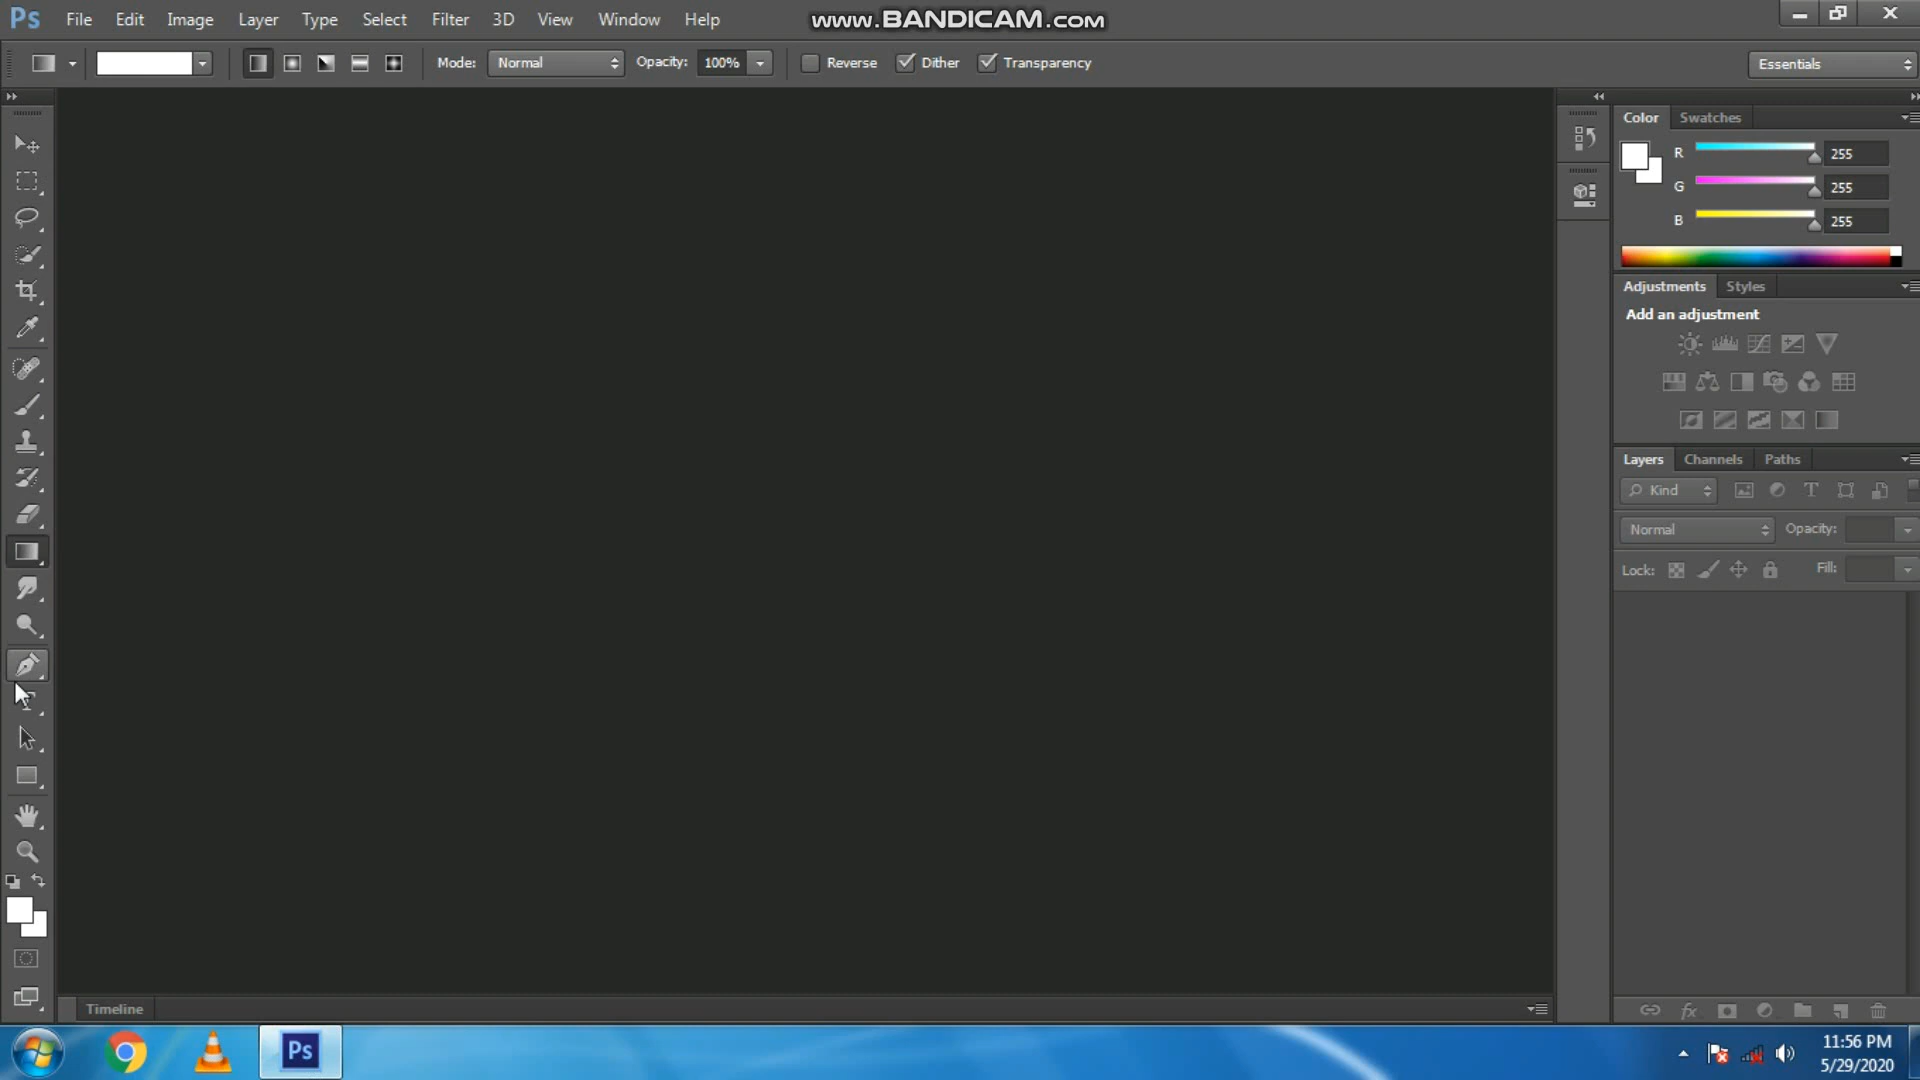 Ps File Edit Image Layer Type Select Filter 3D View Window Help
www.BANDICAM.com
Mode: Normal Opacity: 100% Reverse Dither Transparency Essentials
Color Swatches
R 255
G 255
B 255
Adjustments Styles
Add an adjustment
Layers Channels Paths
Kind
Normal Opacity:
Lock: Fill:
Timeline
Ps
11:56 PM
5/29/2020